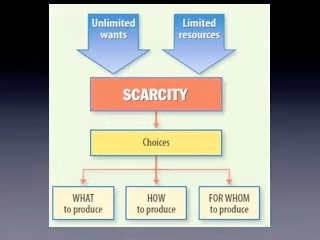 Unlimited
wants
Limited
resources
SCARCITY
Choices
WHAT
to produce
HOW
to produce
FOR WHOM
to produce